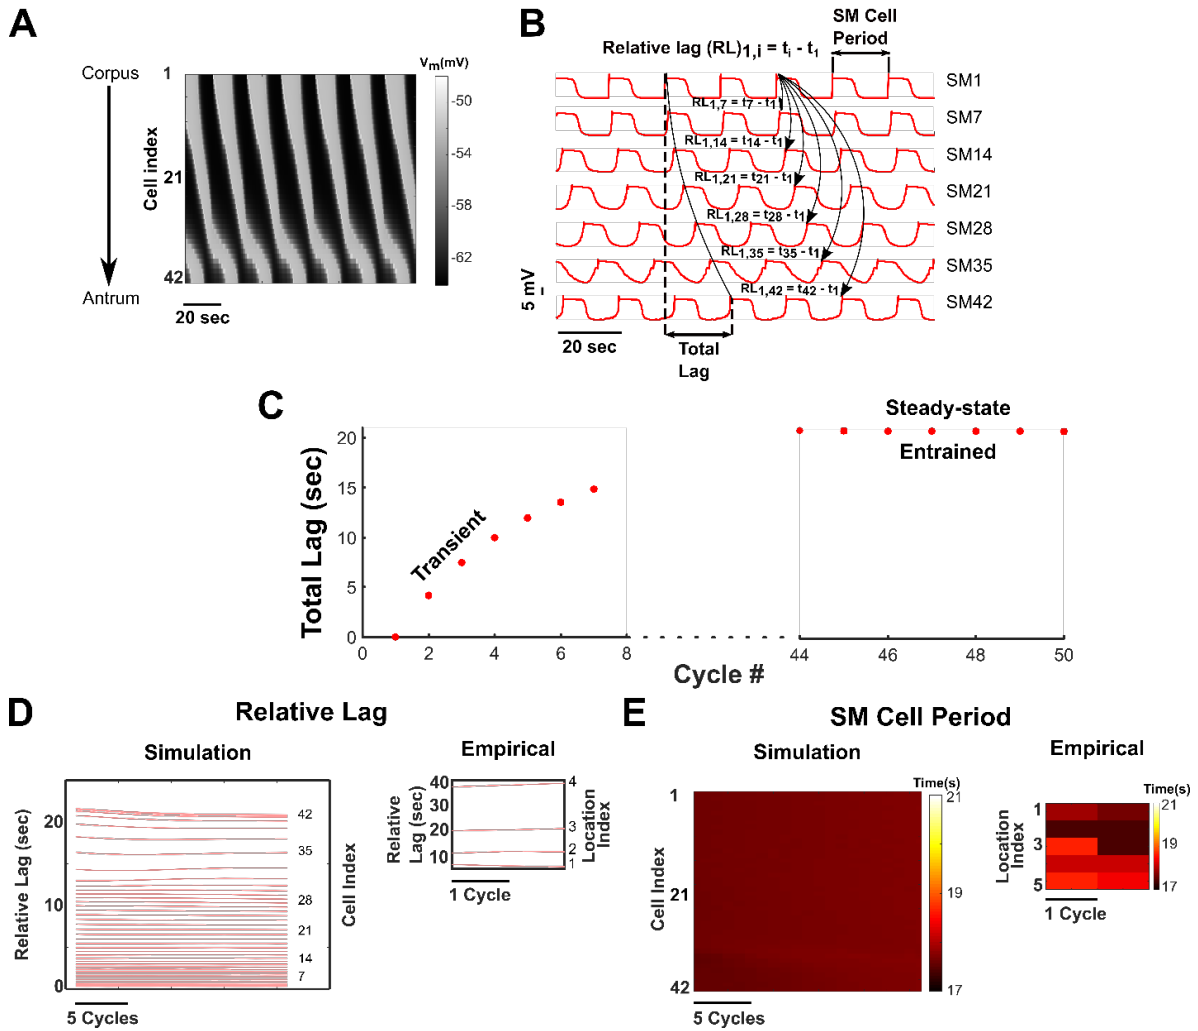 A
Corpus
Antrum
Cell index
1
21
42
20 sec
Vm(mV)
-50
-54
-58
-62
B
Relative lag (RL)1,i = ti - t1
SM Cell
Period
SM1
SM7
SM14
SM21
SM28
SM35
SM42
RL1,7 = t7 - t1
RL1,14 = t14 - t1
RL1,21 = t21 - t1
RL1,28 = t28 - t1
RL1,35 = t35 - t1
RL1,42 = t42 - t1
5 mV
20 sec
Total
Lag
C
Total Lag (sec)
20
15
10
5
0
0 2 4 6 8
Transient
Steady-state
Entrained
44 46 48 50
Cycle #
D
Relative Lag
Simulation
Relative Lag (sec)
20
10
0
42
35
28
21
14
7
Cell Index
5 Cycles
Empirical
Relative
Lag (sec)
40
30
20
10
4
3
2
1
Location
Index
1 Cycle
E
SM Cell Period
Simulation
Cell Index
1
21
42
5 Cycles
Time(s)
21
19
17
Empirical
Location
Index
1
3
5
1 Cycle
Time(s)
21
19
17